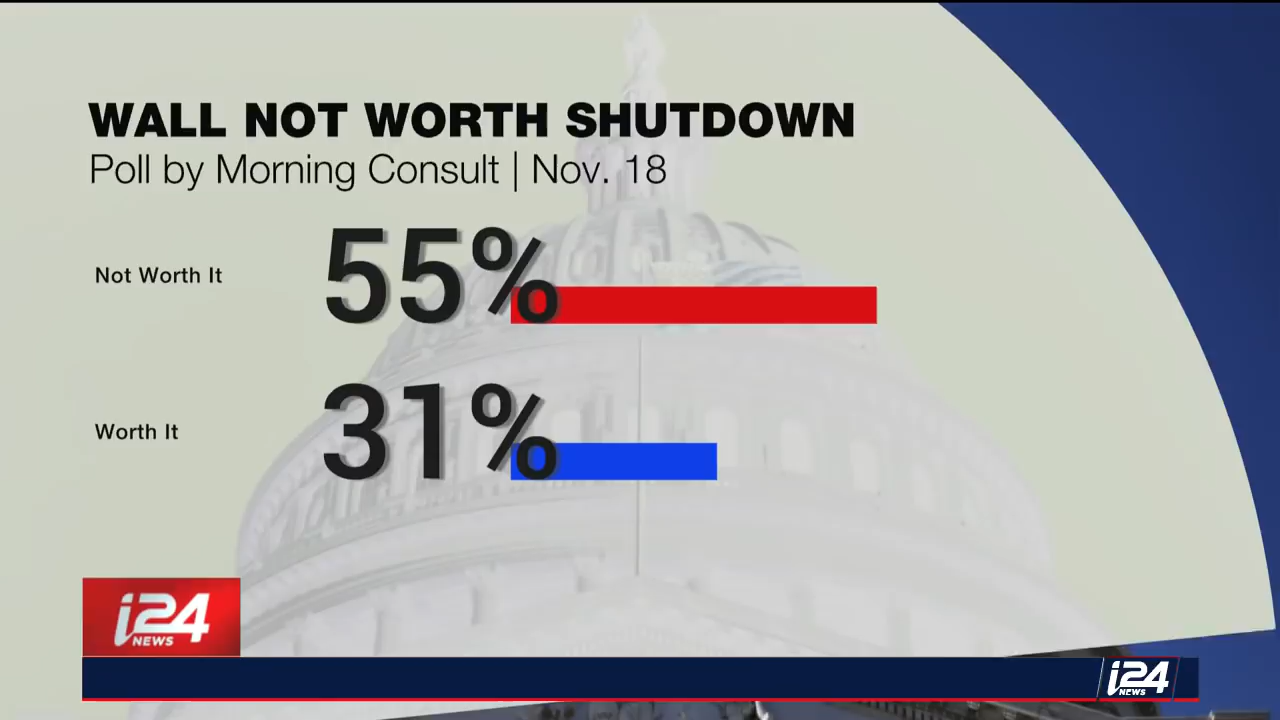 WALL NOT WORTH SHUTDOWN
Poll by Morning Consult | Nov. 18
Not Worth It 55%
Worth It 31%
i24
NEWS
i24
NEWS